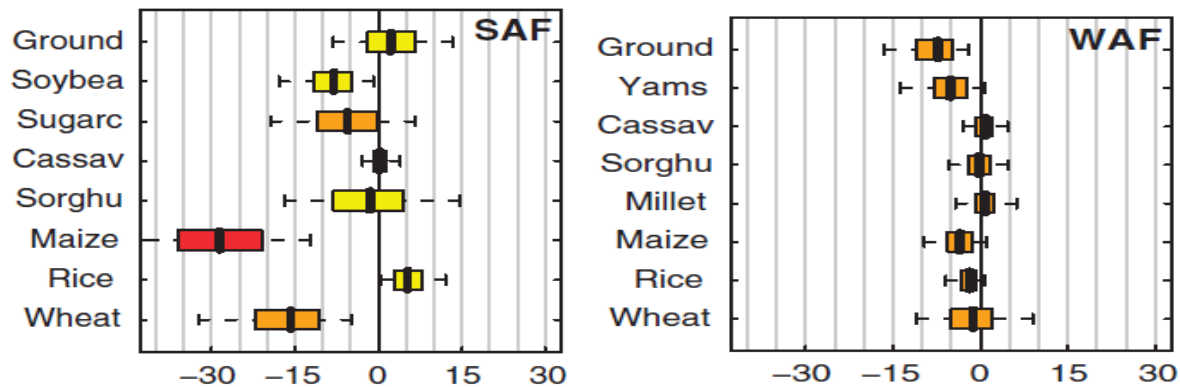 SAF
Ground
Soybea
Sugarc
Cassav
Sorghu
Maize
Rice
Wheat
−30 −15 0 15 30
WAF
Ground
Yams
Cassav
Sorghu
Millet
Maize
Rice
Wheat
−30 −15 0 15 30